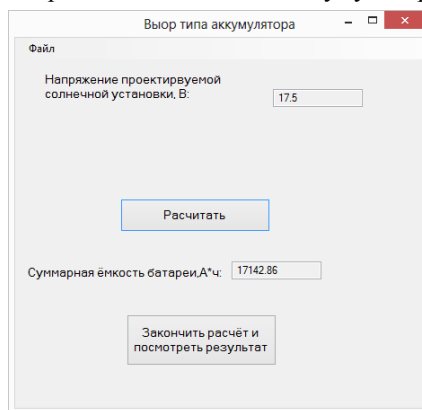 Выор типа аккумулятора
Файл
Напряжение проектирвуемой
солнечной установки, В:
17.5
Расчитать
Суммарная ёмкость батареи,А*ч:
17142.86
Закончить расчёт и
посмотреть результат